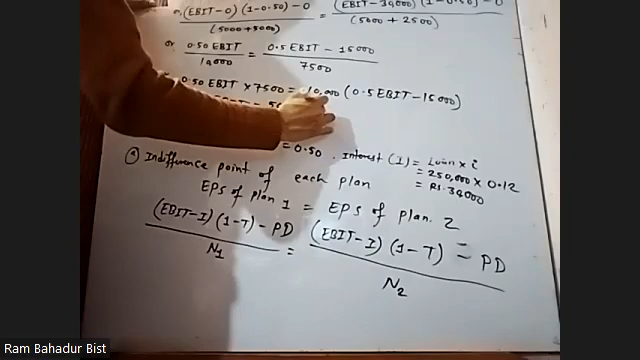 or, (EBIT-0) (1-0.50) -0 / (5000+5000) = (EBIT-30,000) (1-0.50) -0 / (5000 + 2500)
or 0.50 EBIT / 10000 = 0.5 EBIT - 15000 / 7500
0.50 EBIT × 7500 = 10,000 (0.5 EBIT - 15000)
= 0.50. Interest (I) = Loan × i
= 250,000 × 0.12
= Rs. 30000
Indifference point of each plan
EPS of plan 1 = EPS of plan. 2
(EBIT-I) (1-T) - PD / N1 = (EBIT-I) (1-T) - PD / N2
Ram Bahadur Bist